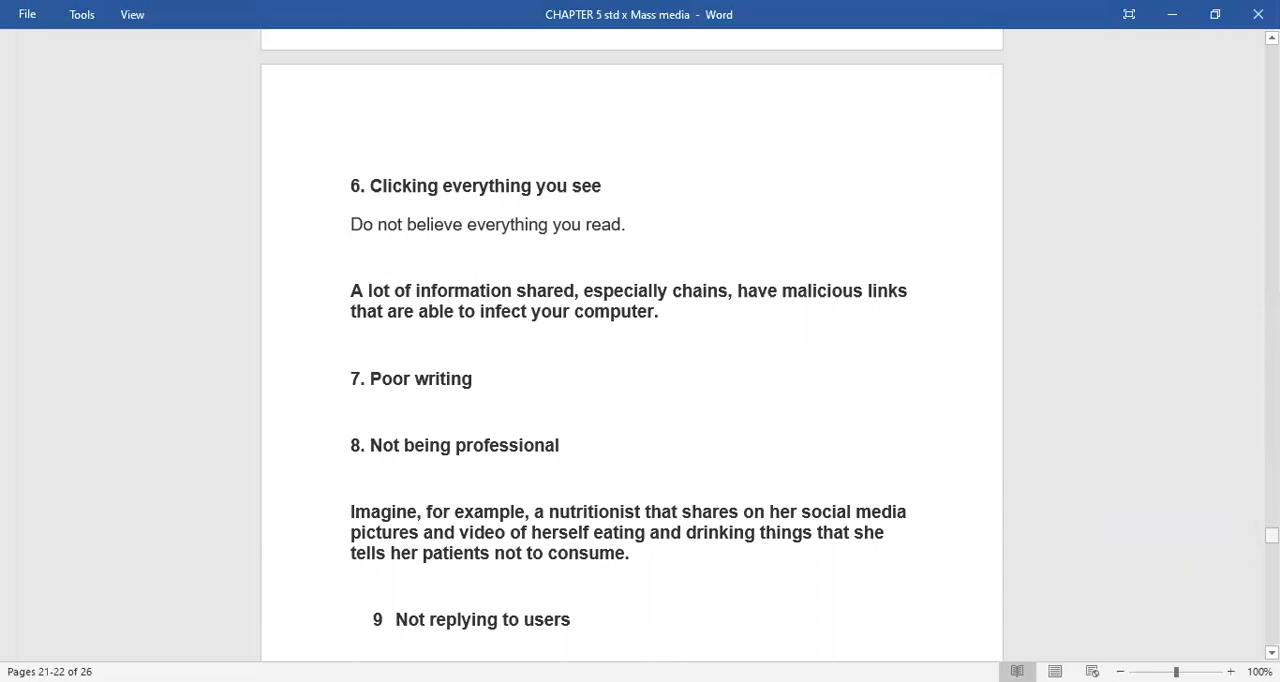 File Tools View CHAPTER 5 std x Mass media - Word
6. Clicking everything you see
Do not believe everything you read.
A lot of information shared, especially chains, have malicious links
that are able to infect your computer.
7. Poor writing
8. Not being professional
Imagine, for example, a nutritionist that shares on her social media
pictures and video of herself eating and drinking things that she
tells her patients not to consume.
9 Not replying to users
Pages 21-22 of 26 100%